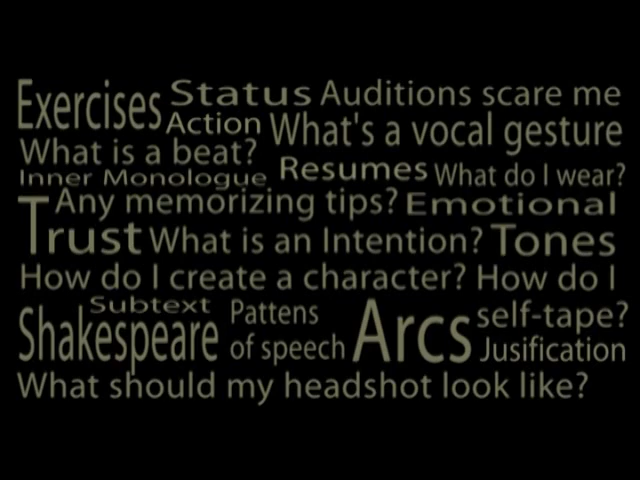 Exercises Status Auditions scare me
Action What's a vocal gesture
What is a beat?
Inner Monologue Resumes What do I wear?
Any memorizing tips? Emotional
Trust What is an Intention? Tones
How do I create a character? How do I
Subtext Pattens self-tape?
Shakespeare of speech Arcs Jusification
What should my headshot look like?